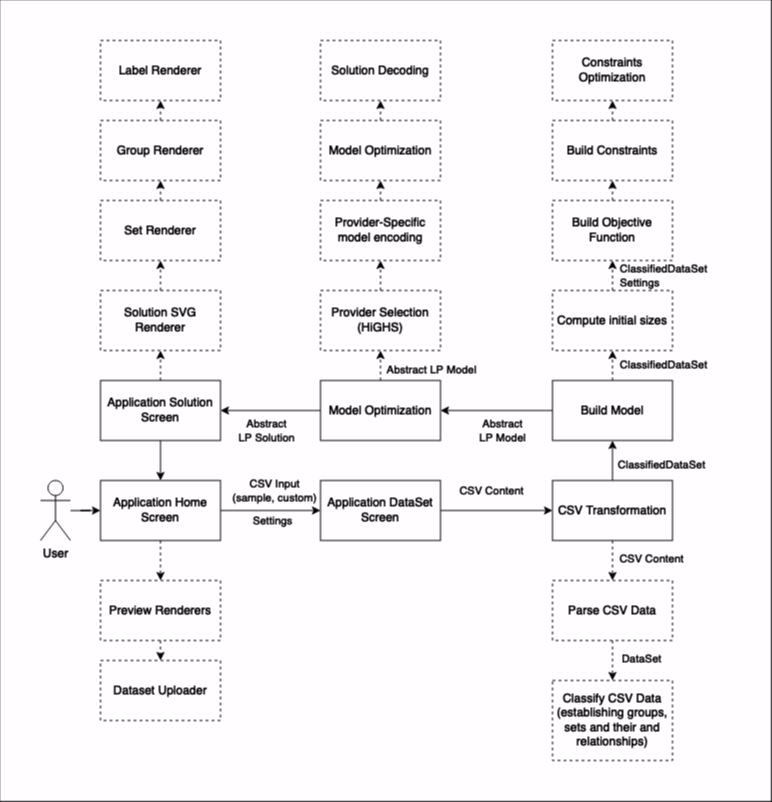 Label Renderer
Solution Decoding
Constraints
Optimization
Group Renderer
Model Optimization
Build Constraints
Set Renderer
Provider-Specific
model encoding
Build Objective
Function
ClassifiedDataSet
Settings
Solution SVG
Renderer
Provider Selection
(HiGHS)
Compute initial sizes
Abstract LP Model
ClassifiedDataSet
Application Solution
Screen
Abstract
LP Solution
Model Optimization
Abstract
LP Model
Build Model
ClassifiedDataSet
User
Application Home
Screen
CSV Input
(sample, custom)
Settings
Application DataSet
Screen
CSV Content
CSV Transformation
CSV Content
Preview Renderers
Parse CSV Data
DataSet
Dataset Uploader
Classify CSV Data
(establishing groups,
sets and their and
relationships)